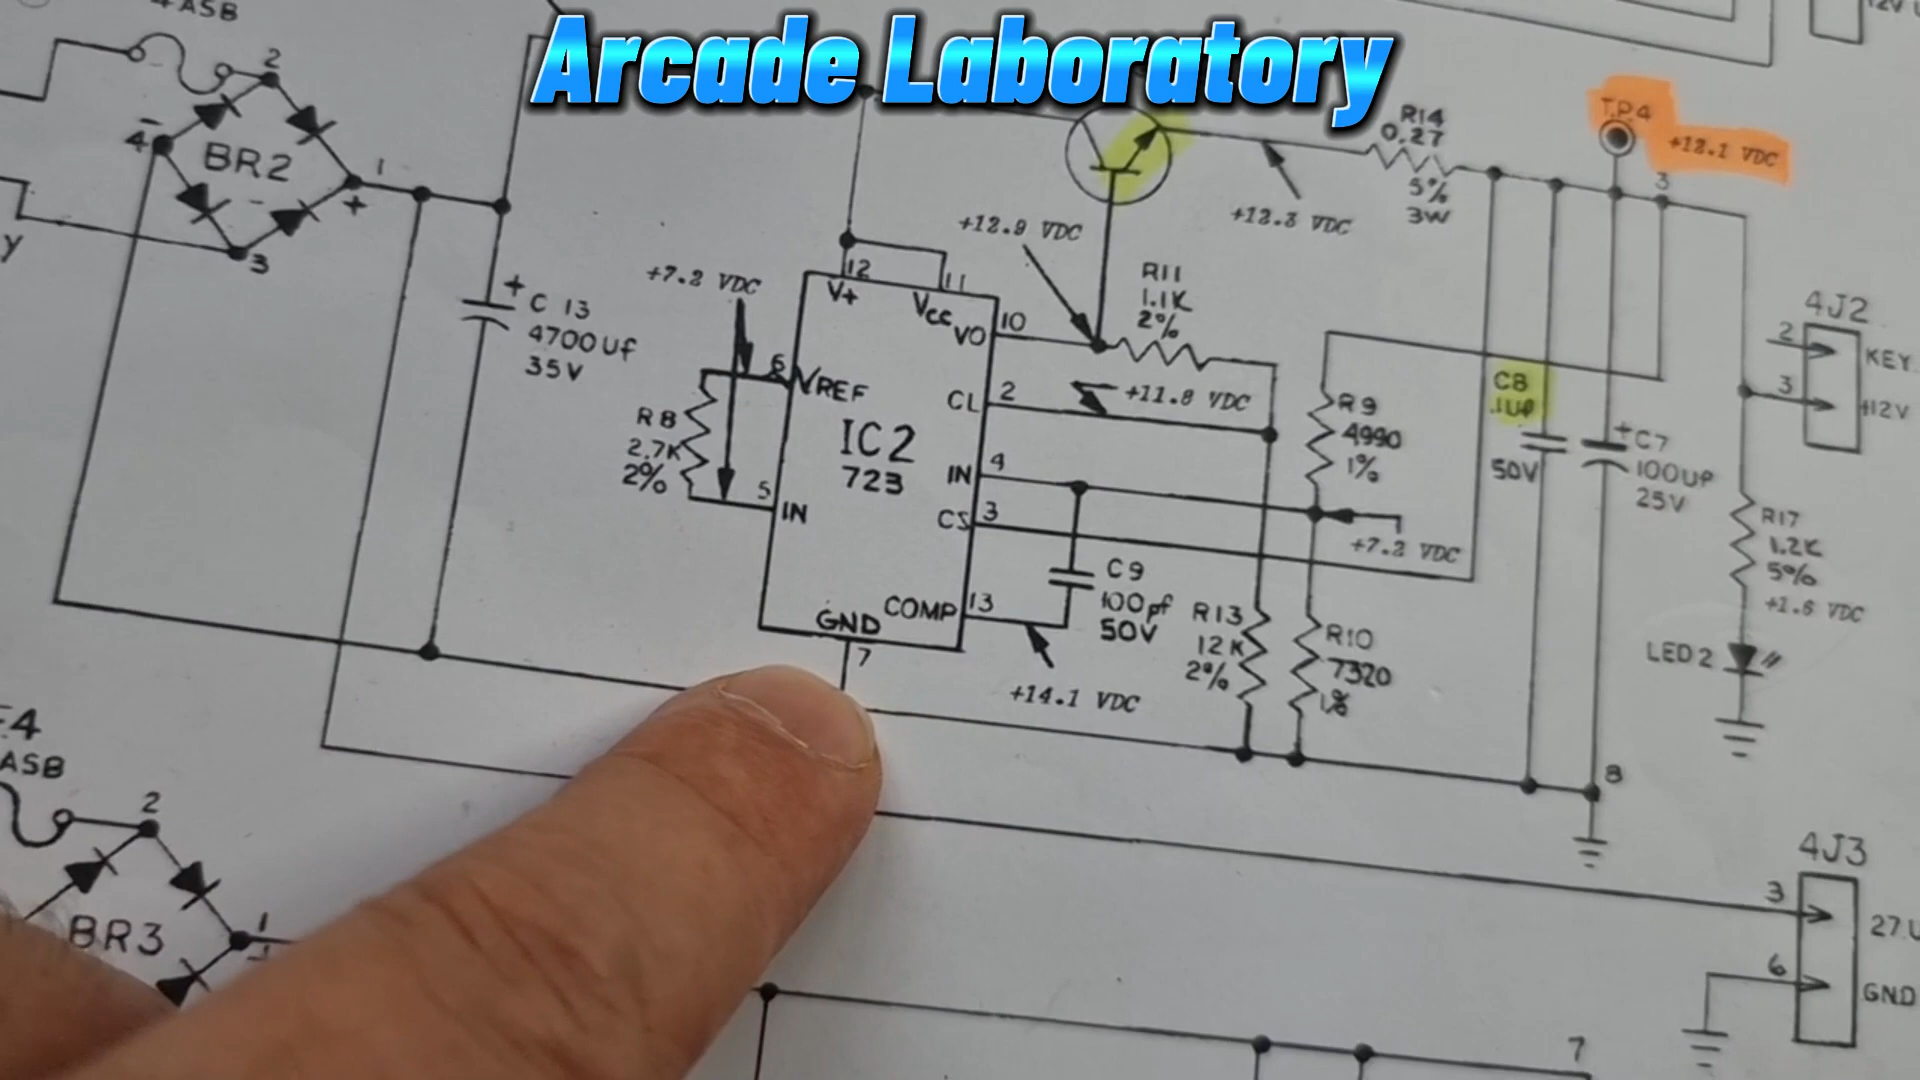 Arcade Laboratory
4 ASB
T.P.4
+12.1 VDC
R14
0.27
5%
3W
3
2
4
-
BR2
1
+
3
+12.9 VDC
+12.3 VDC
+7.2 VDC
12
11
V+
Vcc
VO
10
R11
1.1K
2%
+
C 13
4700Uf
35V
6
VREF
CL
2
+11.8 VDC
R9
4990
1%
C8
.1UF
50V
+C7
100UF
25V
4J2
2
KEY
3
+12V
R8
2.7K
2%
IC2
723
IN
4
5
IN
CS
3
+7.2 VDC
R17
1.2K
5%
+1.6 VDC
LED 2
C9
100pf
50V
COMP
13
GND
7
R13
12K
2%
R10
7320
1%
+14.1 VDC
8
ASB
2
BR3
1
4J3
3
6
GND
7